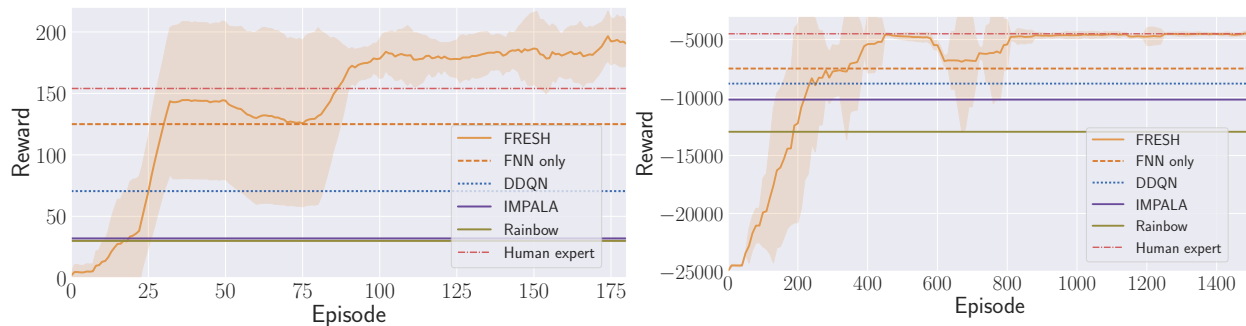 200
150
100
50
0
Reward
0 25 50 75 100 125 150 175
Episode
FRESH
FNN only
DDQN
IMPALA
Rainbow
Human expert
−5000
−10000
−15000
−20000
−25000
Reward
0 200 400 600 800 1000 1200 1400
Episode
FRESH
FNN only
DDQN
IMPALA
Rainbow
Human expert